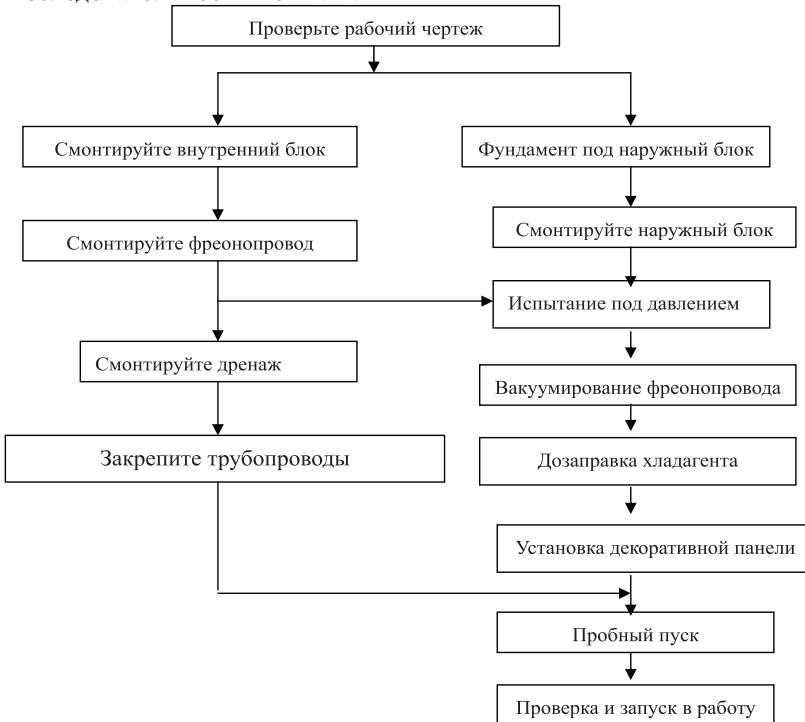 Проверьте рабочий чертеж
Смонтируйте внутренний блок
Фундамент под наружный блок
Смонтируйте фреонопровод
Смонтируйте наружный блок
Испытание под давлением
Смонтируйте дренаж
Вакуумирование фреонопровода
Закрепите трубопроводы
Дозаправка хладагента
Установка декоративной панели
Пробный пуск
Проверка и запуск в работу